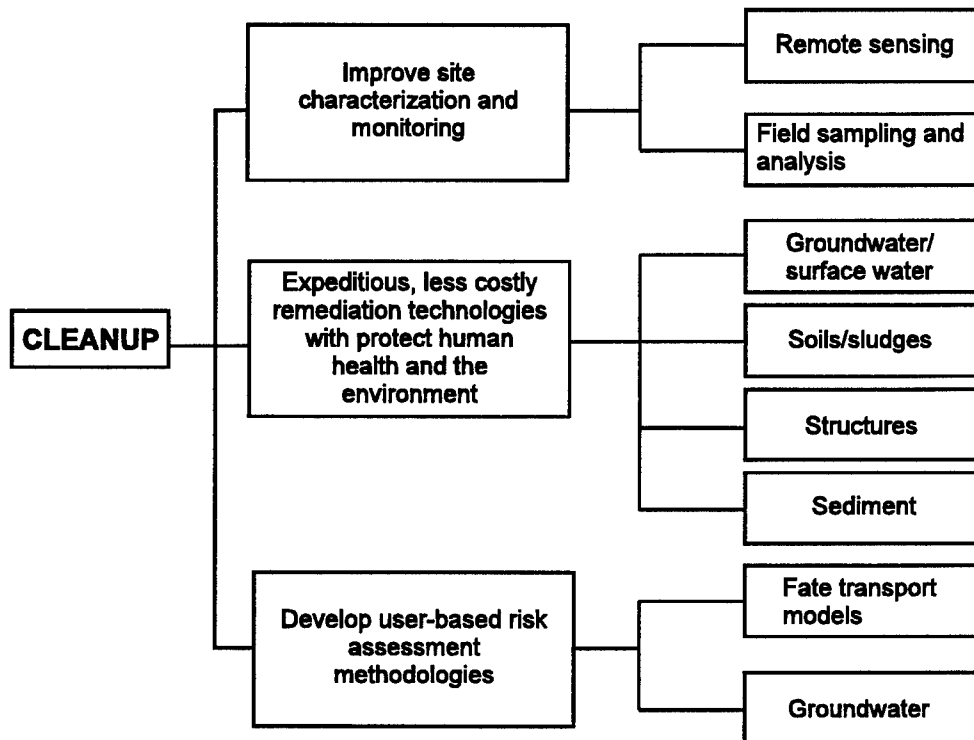 CLEANUP
Improve site
characterization and
monitoring
Remote sensing
Field sampling and
analysis
Expeditious, less costly
remediation technologies
with protect human
health and the
environment
Groundwater/
surface water
Soils/sludges
Structures
Sediment
Develop user-based risk
assessment
methodologies
Fate transport
models
Groundwater